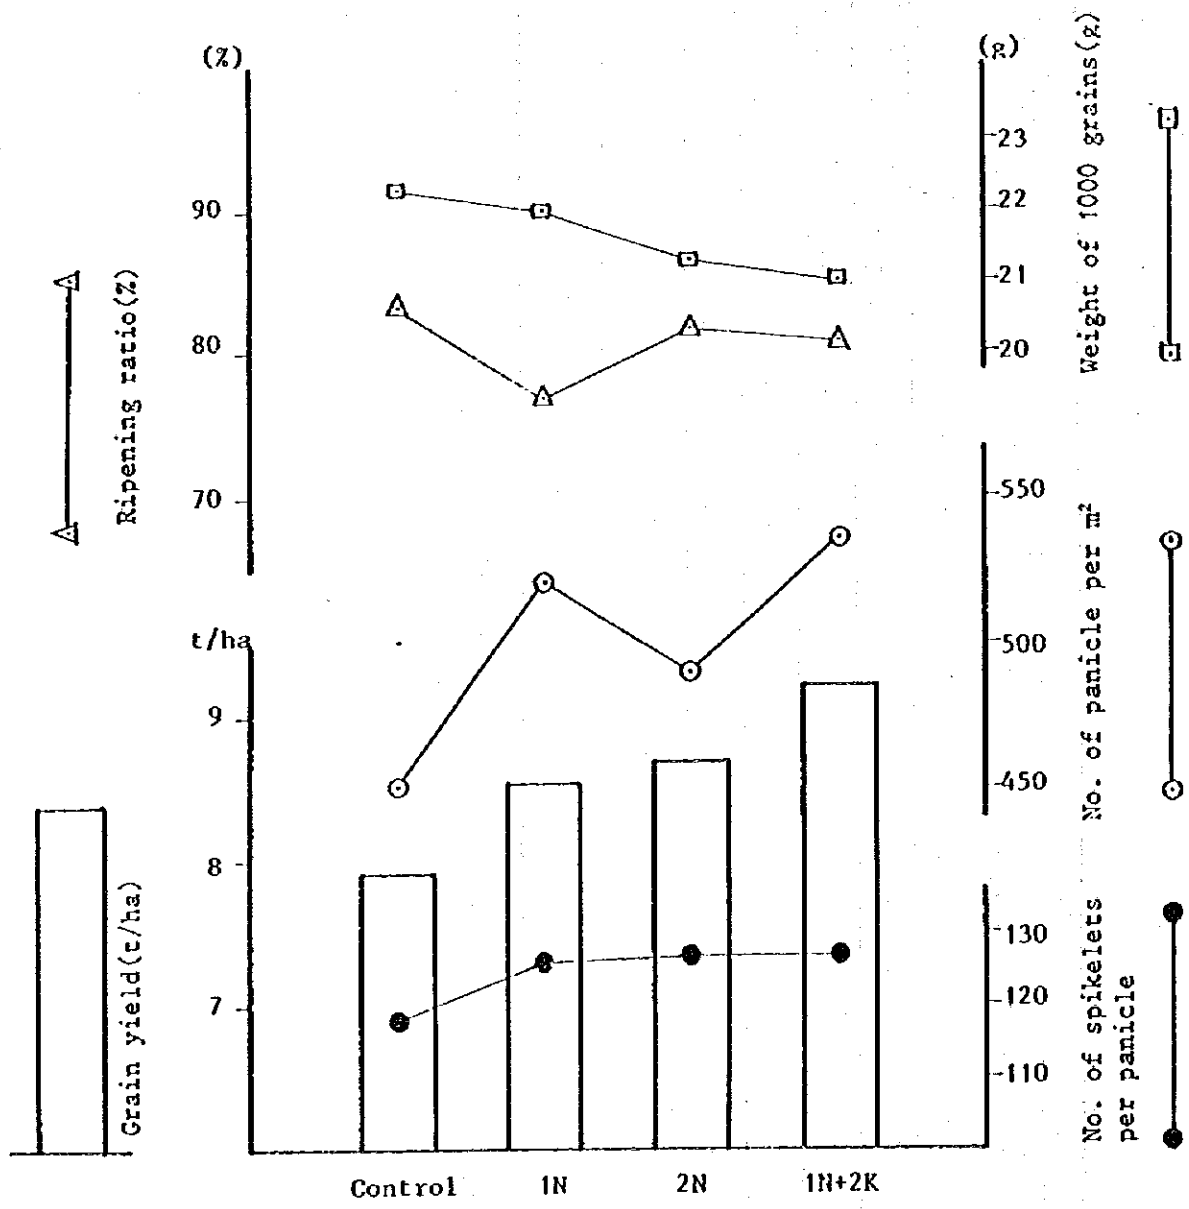 (%)
90
80
70
Ripening ratio(%)
t/ha
9
8
7
Grain yield(t/ha)
(g)
23
22
21
20
Weight of 1000 grains(g)
550
500
450
No. of panicle per m²
130
120
110
No. of spikelets
per panicle
Control 1N 2N 1N+2K